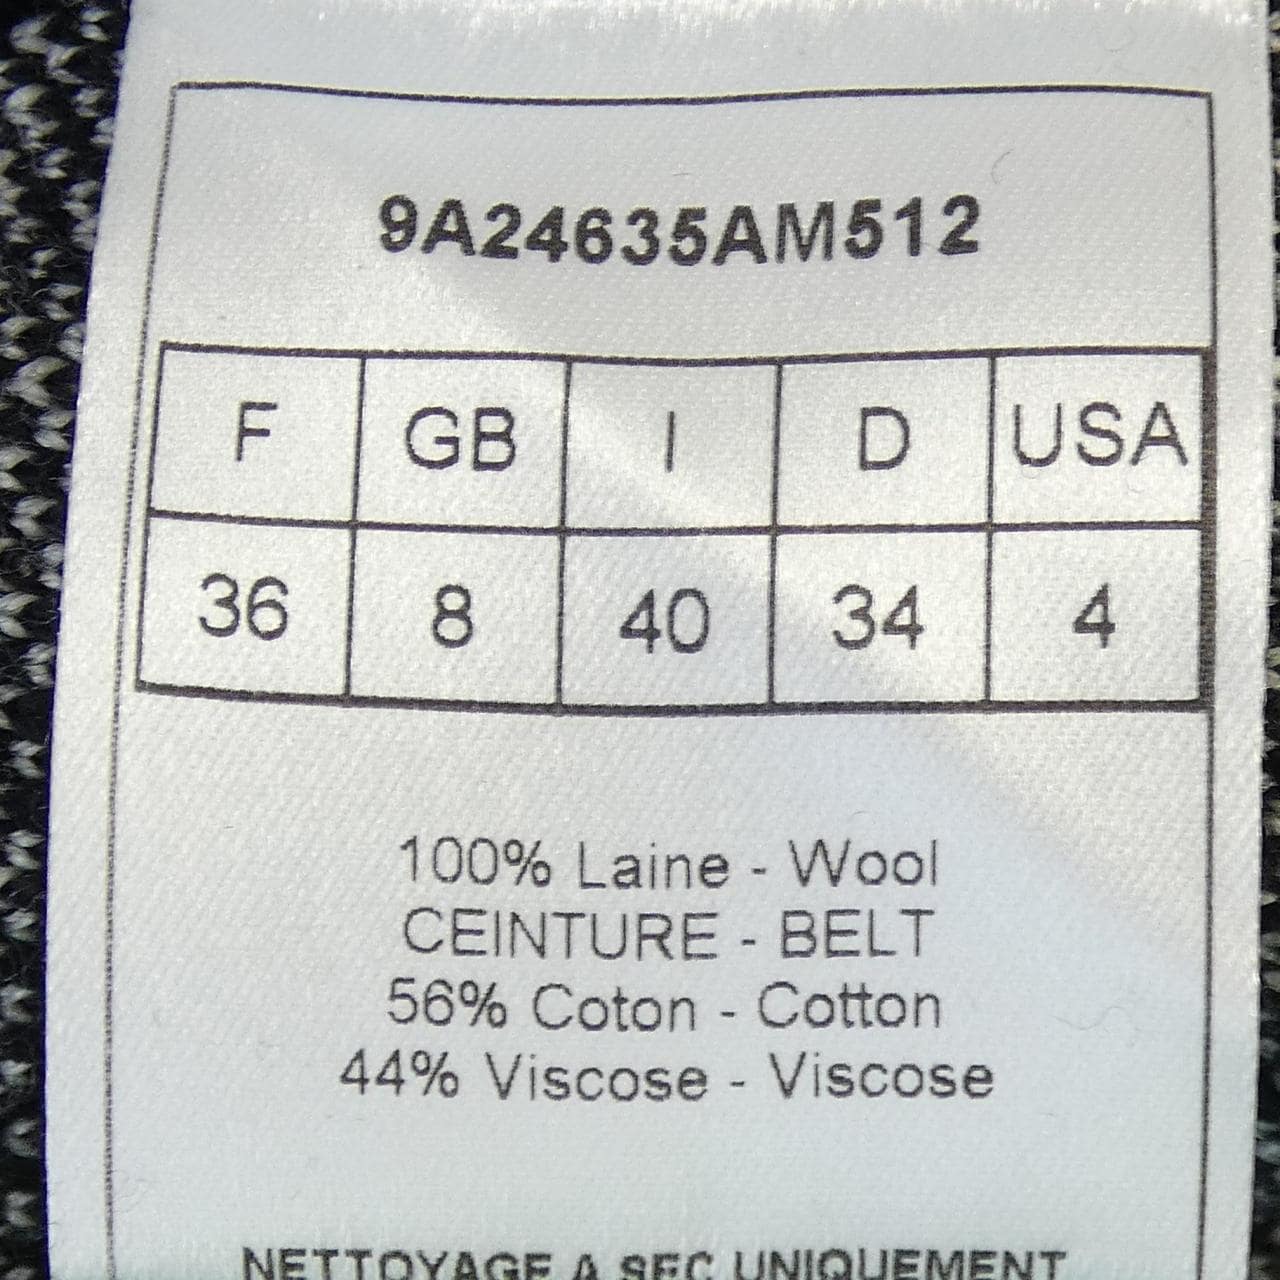 9A24635AM512
F GB I D USA
36 8 40 34 4
100% Laine - Wool
CEINTURE - BELT
56% Coton - Cotton
44% Viscose - Viscose
NETTOYAGE A SEC UNIQUEMENT